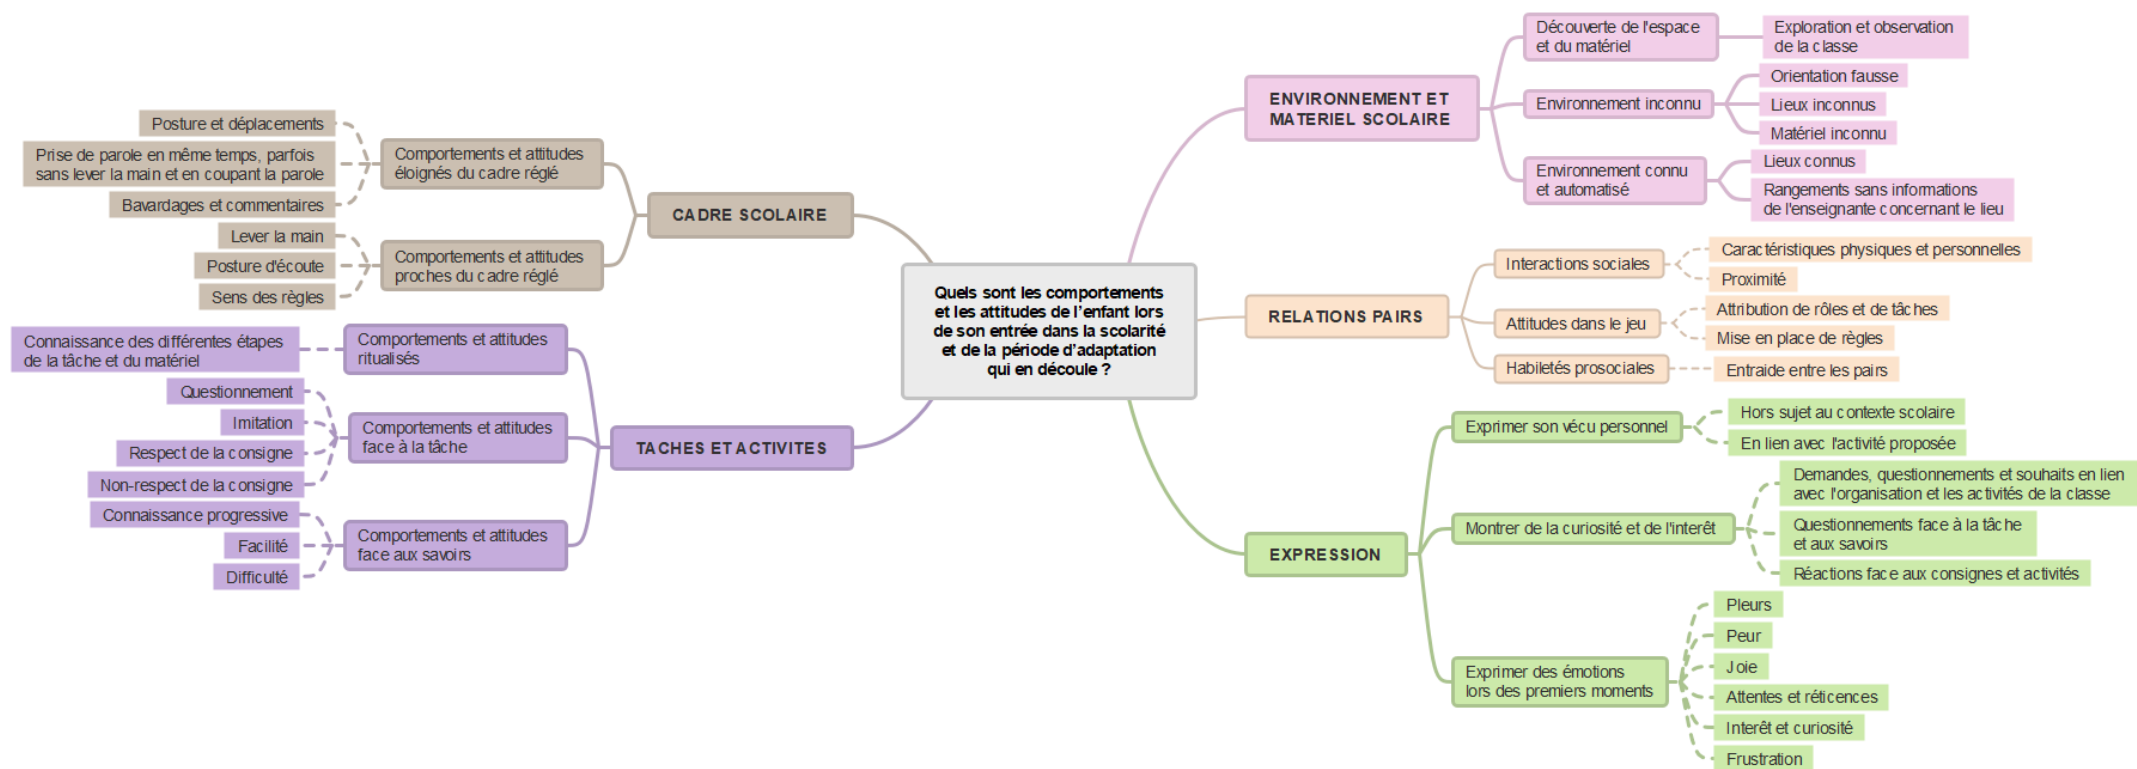 Quels sont les comportements
et les attitudes de l’enfant lors
de son entrée dans la scolarité
et de la période d’adaptation
qui en découle ?
CADRE SCOLAIRE
Comportements et attitudes
éloignés du cadre réglé
Posture et déplacements
Prise de parole en même temps, parfois
sans lever la main et en coupant la parole
Bavardages et commentaires
Comportements et attitudes
proches du cadre réglé
Lever la main
Posture d'écoute
Sens des règles
TACHES ET ACTIVITES
Comportements et attitudes
ritualisés
Connaissance des différentes étapes
de la tâche et du matériel
Comportements et attitudes
face à la tâche
Questionnement
Imitation
Respect de la consigne
Non-respect de la consigne
Comportements et attitudes
face aux savoirs
Connaissance progressive
Facilité
Difficulté
ENVIRONNEMENT ET
MATERIEL SCOLAIRE
Découverte de l'espace
et du matériel
Exploration et observation
de la classe
Environnement inconnu
Orientation fausse
Lieux inconnus
Matériel inconnu
Environnement connu
et automatisé
Lieux connus
Rangements sans informations
de l'enseignante concernant le lieu
RELATIONS PAIRS
Interactions sociales
Caractéristiques physiques et personnelles
Proximité
Attitudes dans le jeu
Attribution de rôles et de tâches
Mise en place de règles
Habiletés prosociales
Entraide entre les pairs
EXPRESSION
Exprimer son vécu personnel
Hors sujet au contexte scolaire
En lien avec l'activité proposée
Montrer de la curiosité et de l'interêt
Demandes, questionnements et souhaits en lien
avec l'organisation et les activités de la classe
Questionnements face à la tâche
et aux savoirs
Réactions face aux consignes et activités
Exprimer des émotions
lors des premiers moments
Pleurs
Peur
Joie
Attentes et réticences
Interêt et curiosité
Frustration